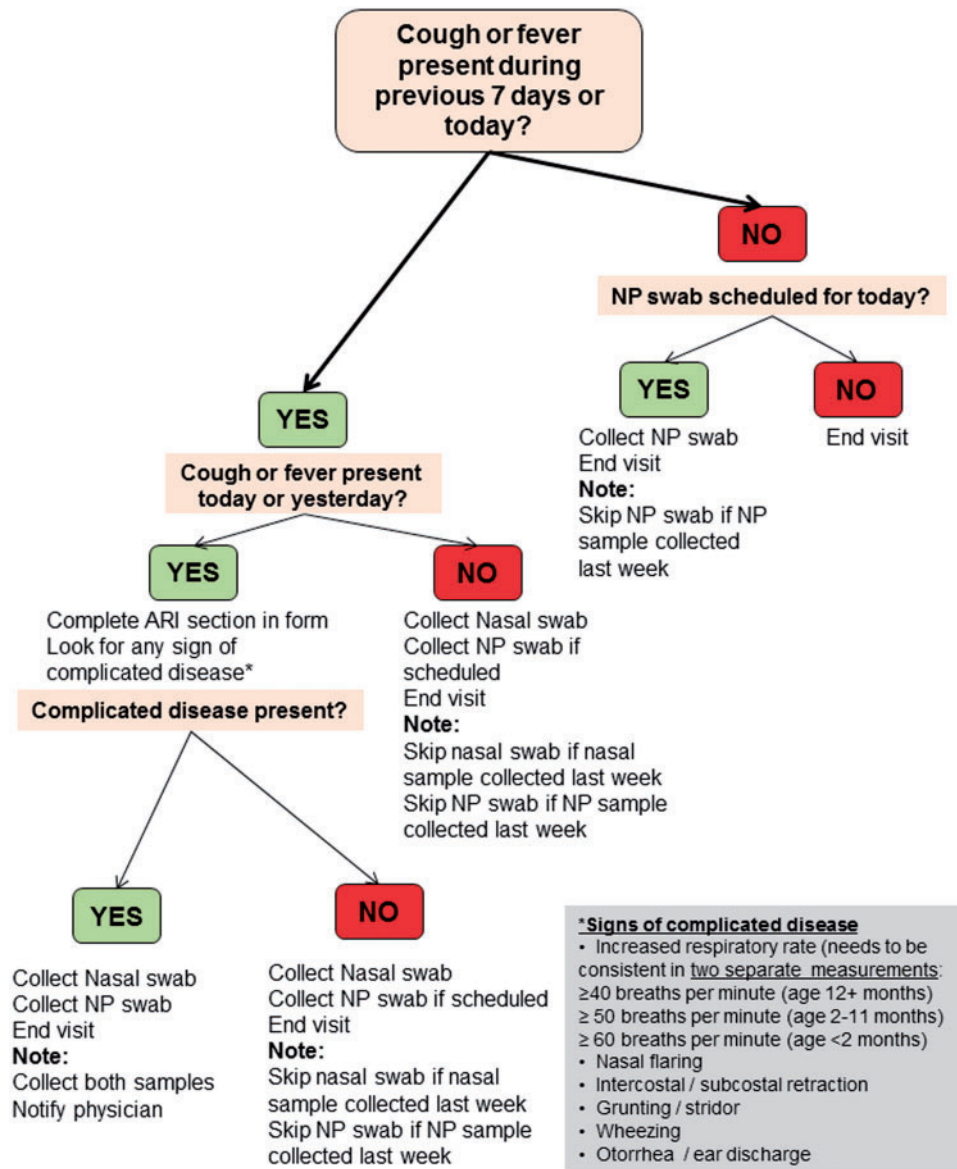 Cough or fever
present during
previous 7 days or
today?
NO
NP swab scheduled for today?
YES
Collect NP swab
End visit
Note:
Skip NP swab if NP
sample collected
last week
NO
End visit
YES
Cough or fever present
today or yesterday?
YES
Complete ARI section in form
Look for any sign of
complicated disease*
NO
Collect Nasal swab
Collect NP swab if
scheduled
End visit
Note:
Skip nasal swab if nasal
sample collected last week
Skip NP swab if NP sample
collected last week
Complicated disease present?
YES
Collect Nasal swab
Collect NP swab
End visit
Note:
Collect both samples
Notify physician
NO
Collect Nasal swab
Collect NP swab if scheduled
End visit
Note:
Skip nasal swab if nasal
sample collected last week
Skip NP swab if NP sample
collected last week
*Signs of complicated disease
• Increased respiratory rate (needs to be
consistent in two separate measurements:
≥40 breaths per minute (age 12+ months)
≥ 50 breaths per minute (age 2-11 months)
≥ 60 breaths per minute (age <2 months)
• Nasal flaring
• Intercostal / subcostal retraction
• Grunting / stridor
• Wheezing
• Otorrhea / ear discharge